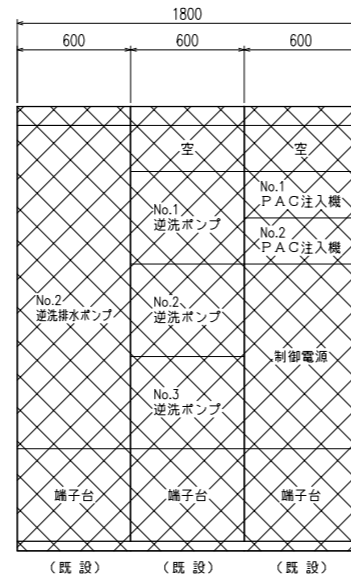 1800
600 600 600
空 空
No.1
PAC注入機
No.1
逆洗ポンプ
No.2
PAC注入機
No.2
逆洗排水ポンプ
No.2
逆洗ポンプ
制御電源
No.3
逆洗ポンプ
端子台 端子台 端子台
(既 設) (既 設) (既 設)